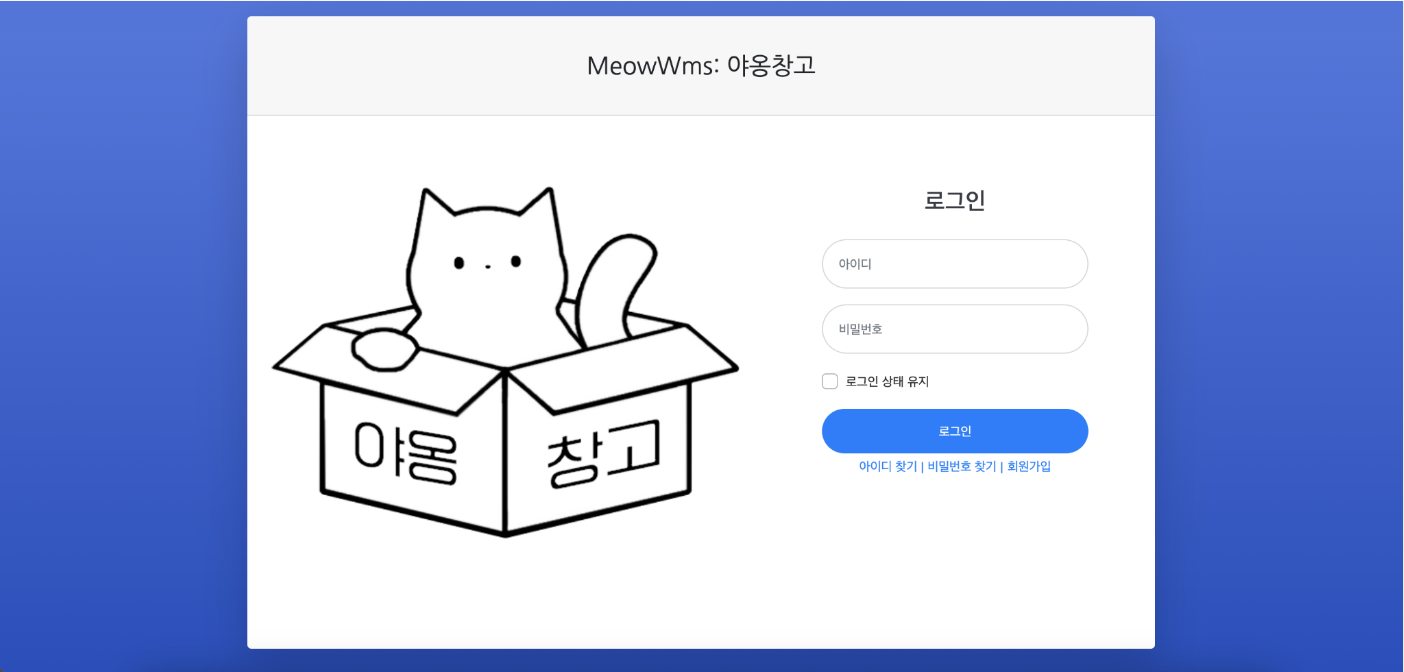 MeowWms: 야옹창고
야옹
창고
로그인
아이디
비밀번호
로그인 상태 유지
로그인
아이디 찾기 | 비밀번호 찾기 | 회원가입